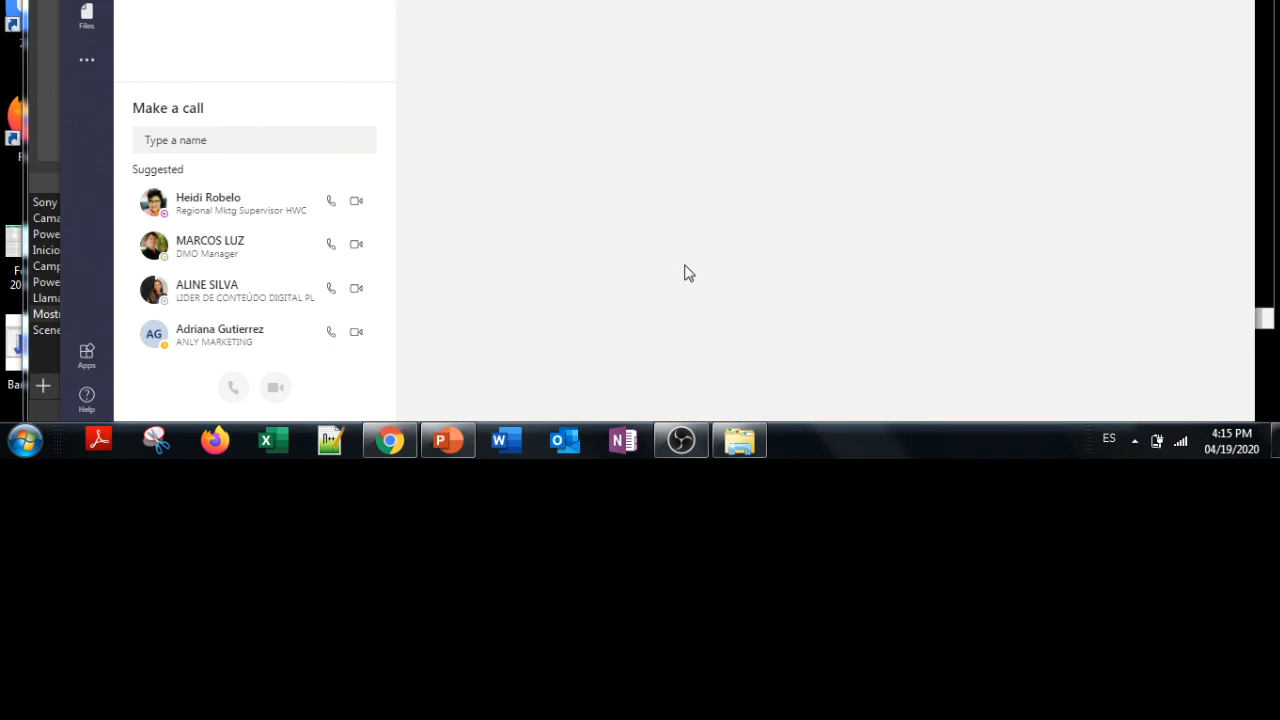 Files
Make a call
Type a name
Suggested
Heidi Robelo
Regional Mktg Supervisor HWC
MARCOS LUZ
DMO Manager
ALINE SILVA
LIDER DE CONTEÚDO DIGITAL PL
Adriana Gutierrez
AG
ANLY MARKETING
Apps
Help
Sony
Cama
Powe
Inicio
Camp
Powe
Llama
Mostr
Scene
ES
4:15 PM
04/19/2020